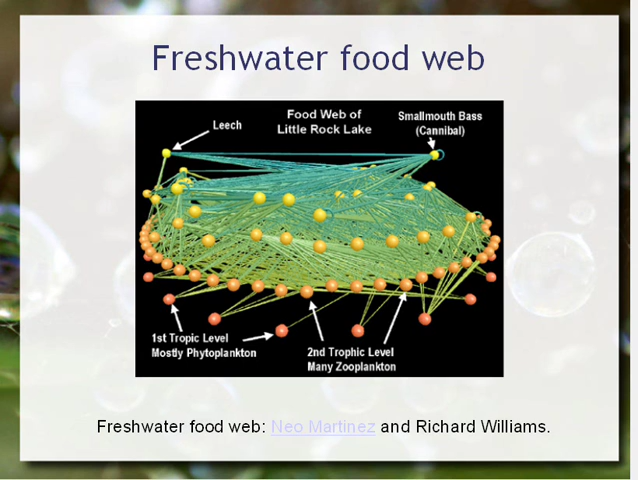 Freshwater food web
Food Web of
Little Rock Lake
Leech
Smallmouth Bass
(Cannibal)
1st Tropic Level
Mostly Phytoplankton
2nd Trophic Level
Many Zooplankton
Freshwater food web: Neo Martinez and Richard Williams.